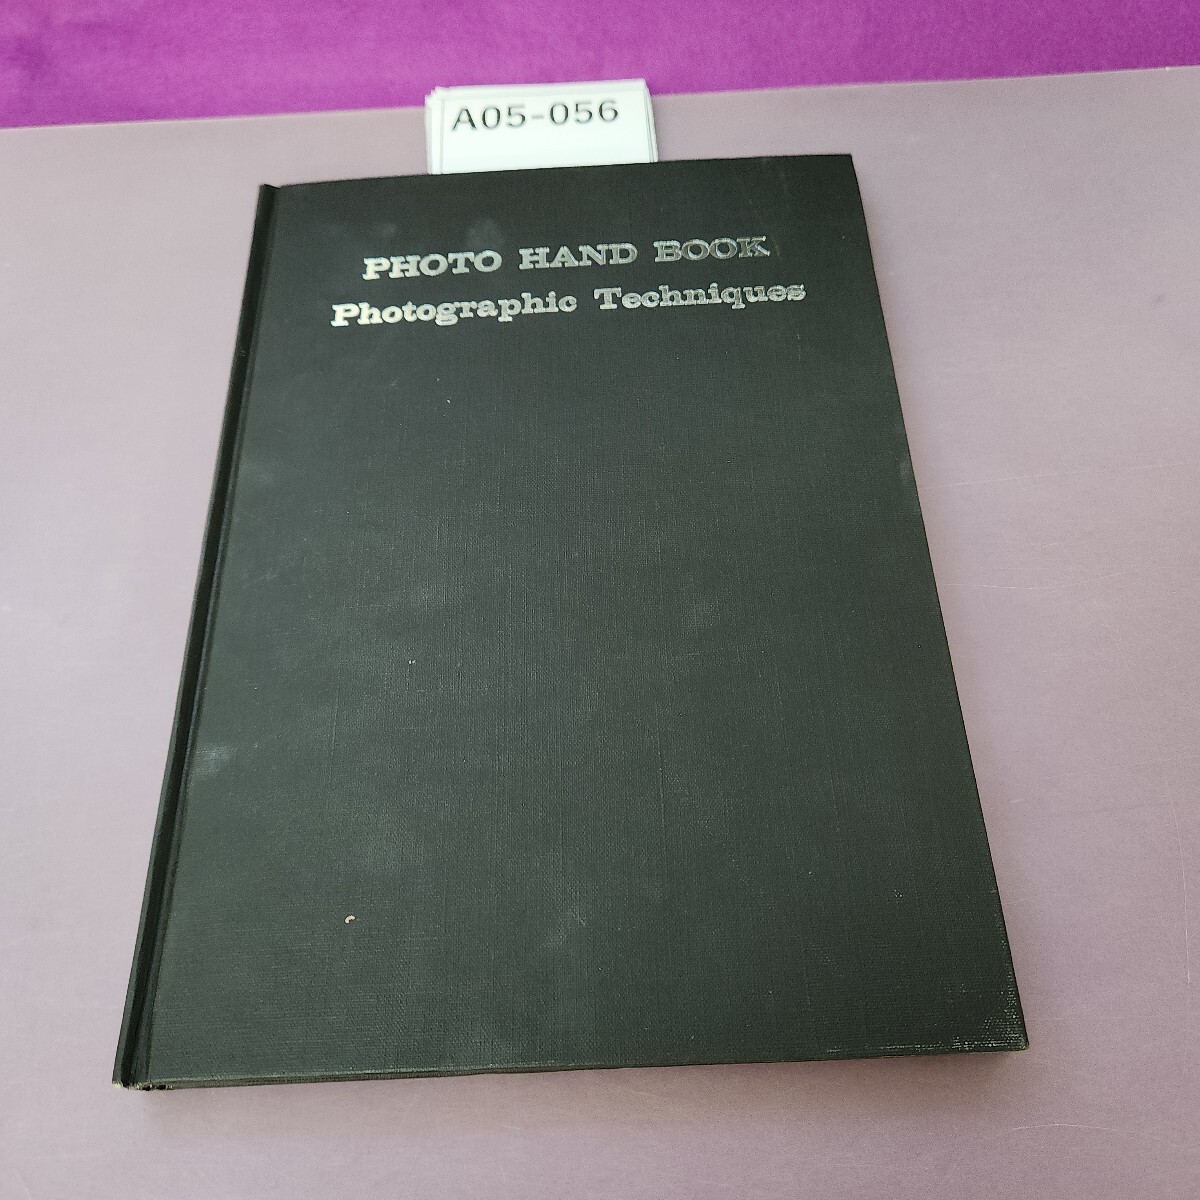 A05-056
PHOTO HAND BOOK
Photographic Techniques